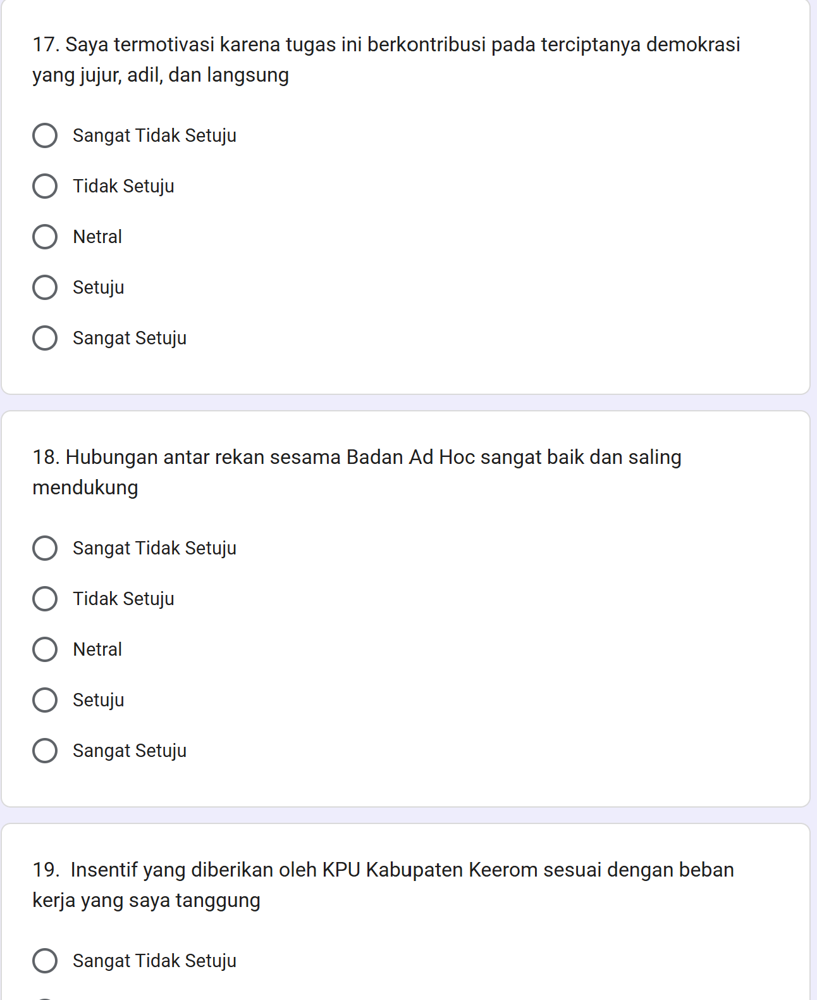 17. Saya termotivasi karena tugas ini berkontribusi pada terciptanya demokrasi
yang jujur, adil, dan langsung
Sangat Tidak Setuju
Tidak Setuju
Netral
Setuju
Sangat Setuju
18. Hubungan antar rekan sesama Badan Ad Hoc sangat baik dan saling
mendukung
Sangat Tidak Setuju
Tidak Setuju
Netral
Setuju
Sangat Setuju
19.  Insentif yang diberikan oleh KPU Kabupaten Keerom sesuai dengan beban
kerja yang saya tanggung
Sangat Tidak Setuju